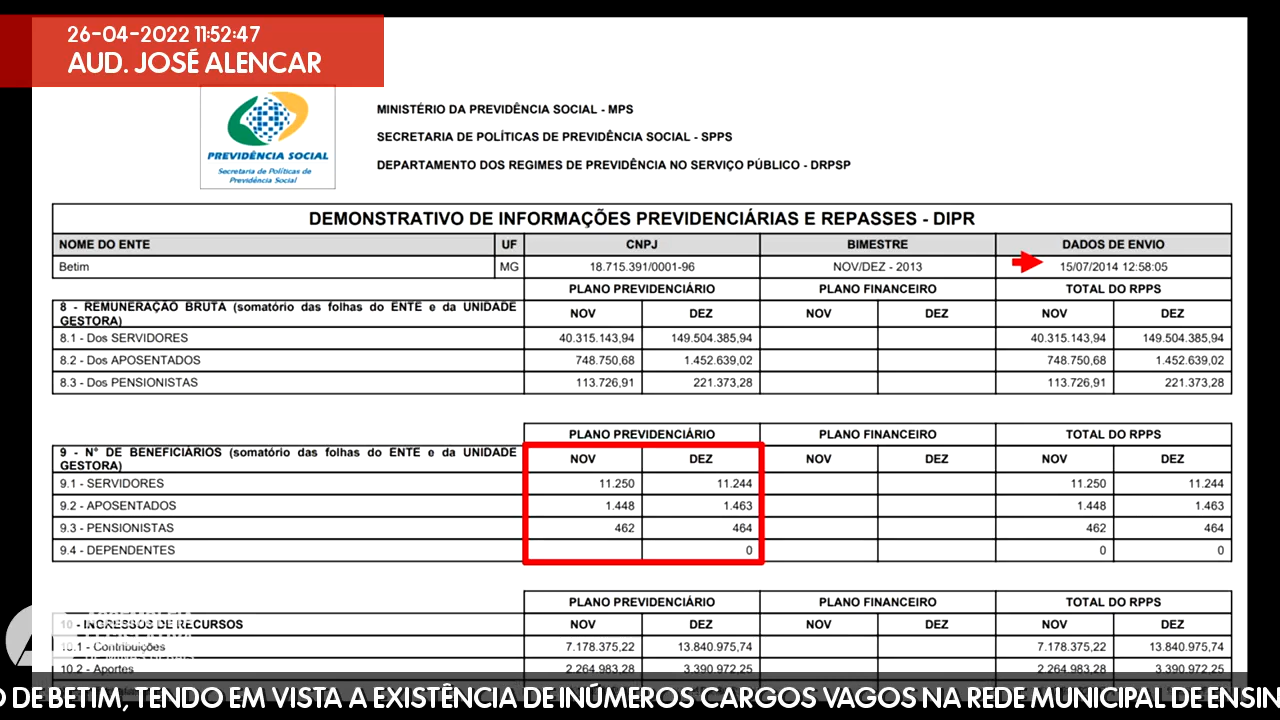 26-04-2022 11:52:47
AUD. JOSÉ ALENCAR
PREVIDÊNCIA SOCIAL
Secretaria de Políticas de
Previdência Social
MINISTÉRIO DA PREVIDÊNCIA SOCIAL - MPS
SECRETARIA DE POLÍTICAS DE PREVIDÊNCIA SOCIAL - SPPS
DEPARTAMENTO DOS REGIMES DE PREVIDÊNCIA NO SERVIÇO PÚBLICO - DRPSP
DEMONSTRATIVO DE INFORMAÇÕES PREVIDENCIÁRIAS E REPASSES - DIPR
NOME DO ENTE UF CNPJ BIMESTRE DADOS DE ENVIO
Betim MG 18.715.391/0001-96 NOV/DEZ - 2013 15/07/2014 12:58:05
PLANO PREVIDENCIÁRIO PLANO FINANCEIRO TOTAL DO RPPS
8 - REMUNERAÇÃO BRUTA (somatório das folhas do ENTE e da UNIDADE
GESTORA) NOV DEZ NOV DEZ NOV DEZ
8.1 - Dos SERVIDORES 40.315.143,94 149.504.385,94 40.315.143,94 149.504.385,94
8.2 - Dos APOSENTADOS 748.750,68 1.452.639,02 748.750,68 1.452.639,02
8.3 - Dos PENSIONISTAS 113.726,91 221.373,28 113.726,91 221.373,28
PLANO PREVIDENCIÁRIO PLANO FINANCEIRO TOTAL DO RPPS
9 - N° DE BENEFICIÁRIOS (somatório das folhas do ENTE e da UNIDADE
GESTORA) NOV DEZ NOV DEZ NOV DEZ
9.1 - SERVIDORES 11.250 11.244 11.250 11.244
9.2 - APOSENTADOS 1.448 1.463 1.448 1.463
9.3 - PENSIONISTAS 462 464 462 464
9.4 - DEPENDENTES 0 0 0
PLANO PREVIDENCIÁRIO PLANO FINANCEIRO TOTAL DO RPPS
10 - INGRESSOS DE RECURSOS NOV DEZ NOV DEZ NOV DEZ
10.1 - Contribuições 7.178.375,22 13.840.975,74 7.178.375,22 13.840.975,74
10.2 - Aportes 2.264.983,28 3.390.972,25 2.264.983,28 3.390.972,25
O DE BETIM, TENDO EM VISTA A EXISTÊNCIA DE INÚMEROS CARGOS VAGOS NA REDE MUNICIPAL DE ENSIN